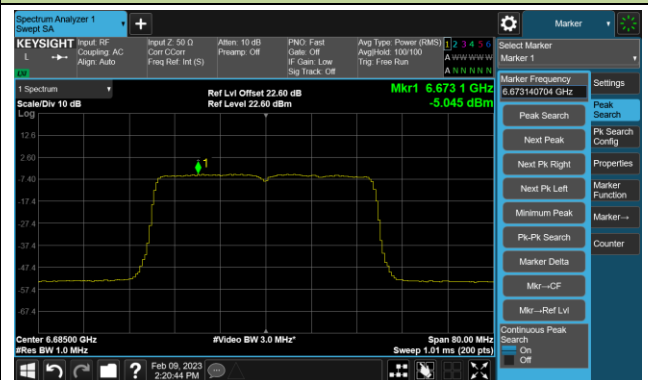 Spectrum Analyzer 1
Swept SA
+
Marker
KEYSIGHT
L
Input: RF
Coupling: AC
Align: Auto
Input Z: 50 Ω
Corr CCorr
Freq Ref: Int (S)
Atten: 10 dB
Preamp: Off
PNO: Fast
Gate: Off
IF Gain: Low
Sig Track: Off
Avg Type: Power (RMS)
Avg|Hold: 100/100
Trig: Free Run
1 2 3 4 5 6
A W W W W W
A N N N N N
Select Marker
Marker 1
1 Spectrum
Scale/Div 10 dB
Log
Ref Lvl Offset 22.60 dB
Ref Level 22.60 dBm
Mkr1 6.673 1 GHz
-5.045 dBm
12.6
2.60
-7.40
-17.4
-27.4
-37.4
-47.4
-57.4
-67.4
1
Center 6.68500 GHz
#Res BW 1.0 MHz
#Video BW 3.0 MHz*
Span 80.00 MHz
Sweep 1.01 ms (200 pts)
Marker Frequency
6.673140704 GHz
Peak Search
Next Peak
Next Pk Right
Next Pk Left
Minimum Peak
Pk-Pk Search
Marker Delta
Mkr→CF
Mkr→Ref Lvl
Continuous Peak
Search
On
Off
Settings
Peak
Search
Pk Search
Config
Properties
Marker
Function
Marker→
Counter
?
Feb 09, 2023
2:20:44 PM